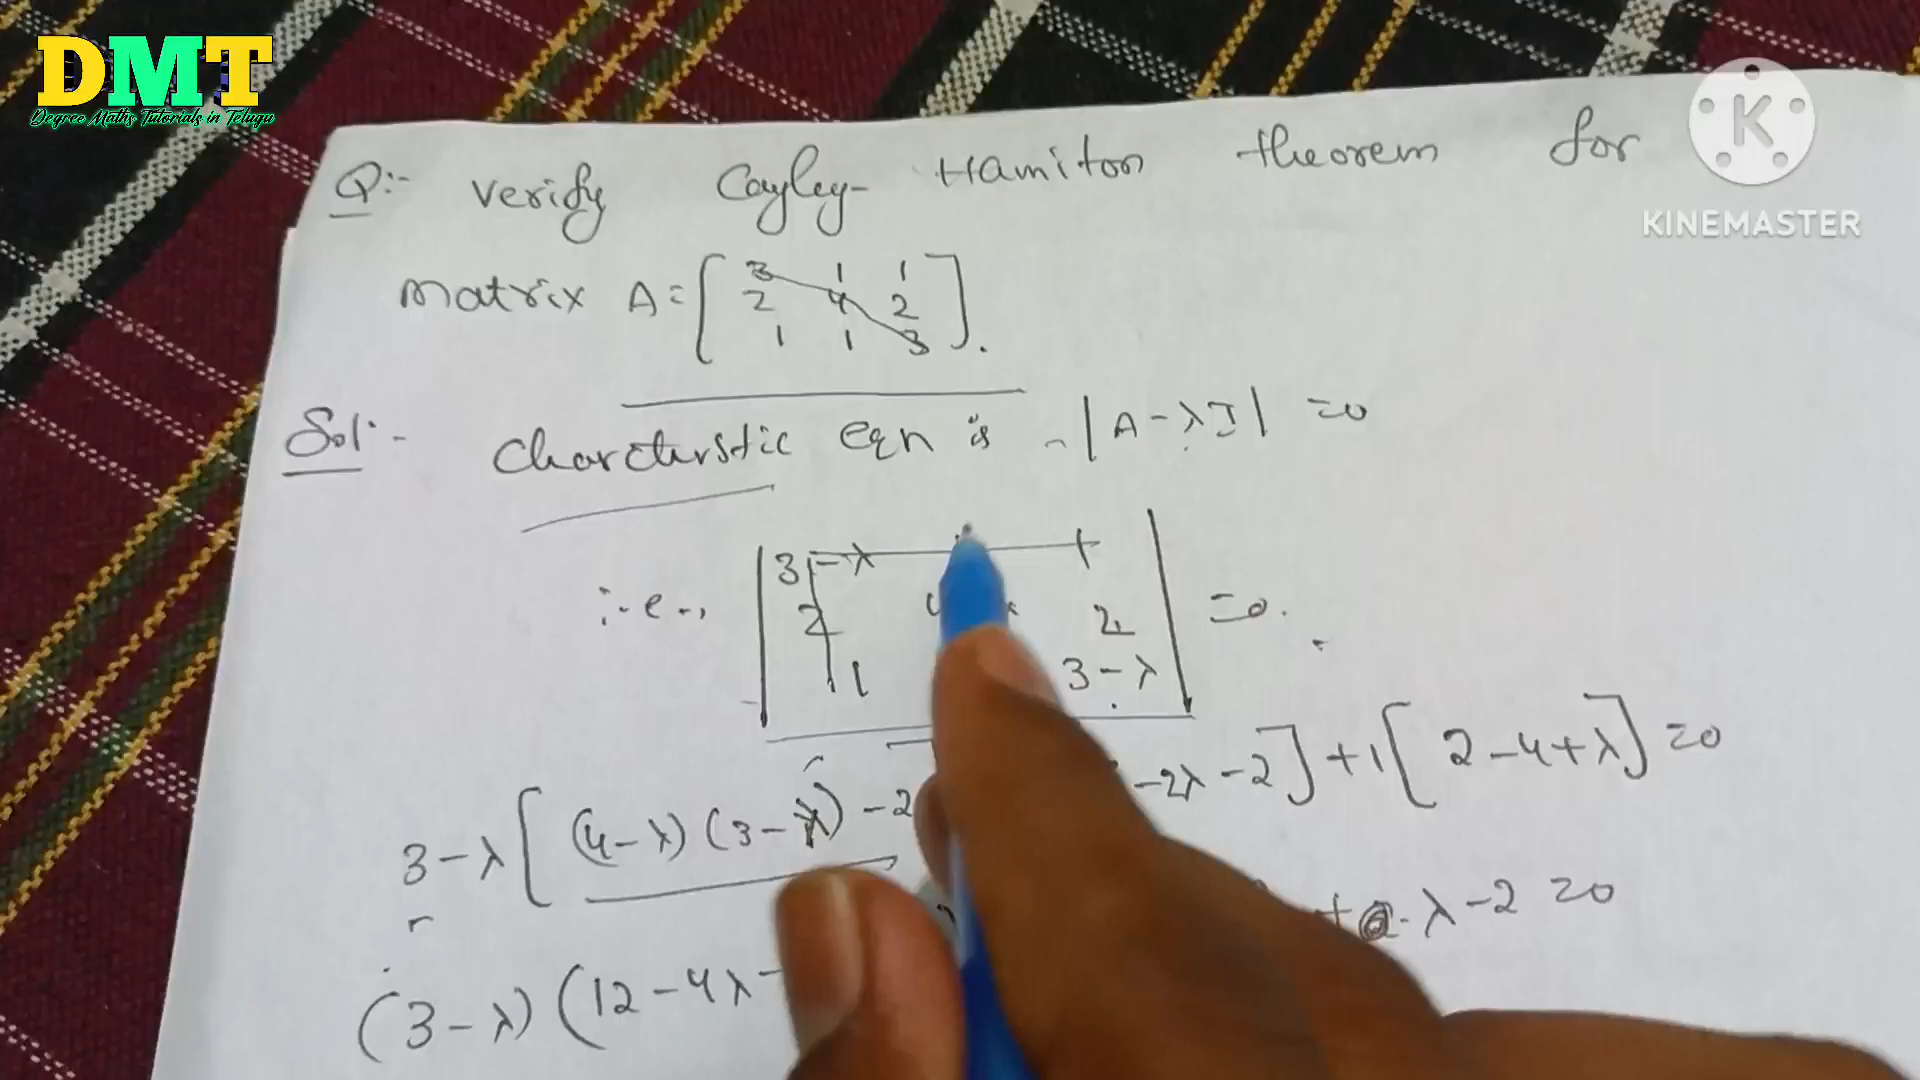 DMT
Degree Maths Tutorials in Telugu
K
KINEMASTER
Q:- verify Cayley- Hamiton theorem for
matrix A = [ 3 1 1
2 4 2
1 1 3 ].
Sol:- Charcterstic Eqn is |A-λI| =0
i.e., | 3-λ 1
2 2
1 3-λ | =0.
3-λ [ (4-λ) (3-λ) -2 -2λ-2] +1[ 2-4+λ] =0
(3-λ) (12-4λ- + λ-2 =0